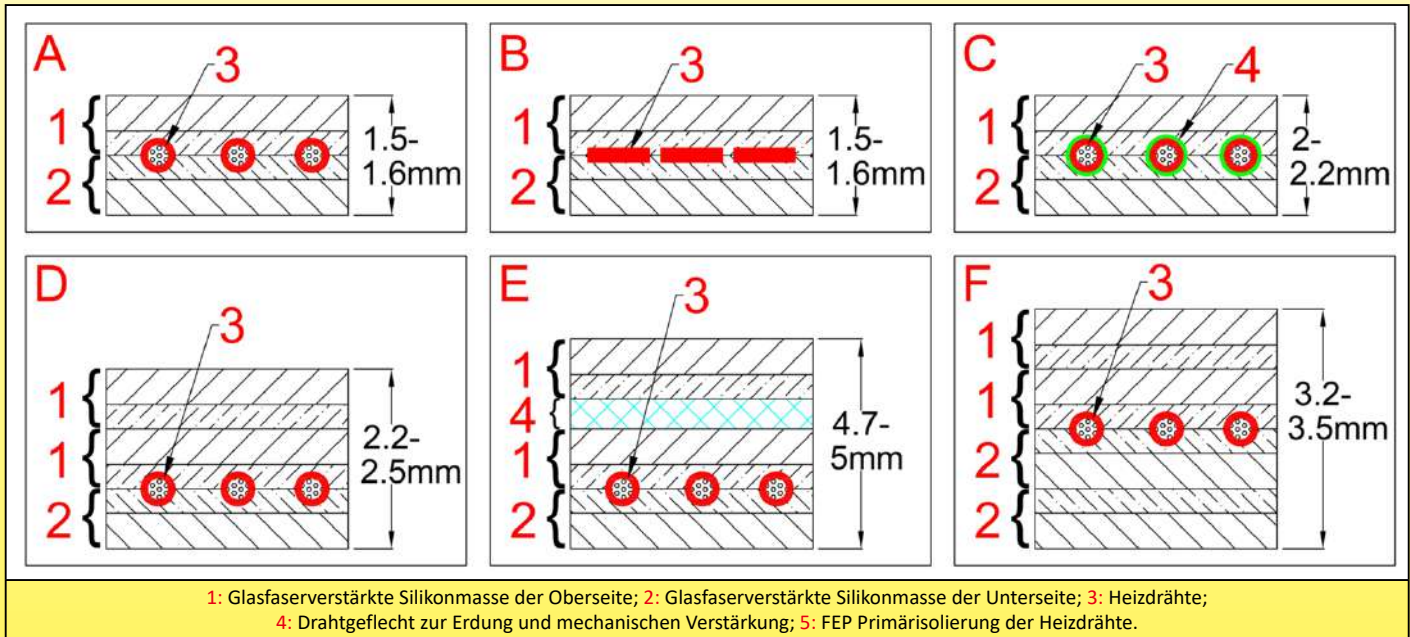 A
3
1
2
1.5-
1.6mm
B
3
1
2
1.5-
1.6mm
C
3
4
1
2
2-
2.2mm
D
3
1
1
2
2.2-
2.5mm
E
3
1
4
1
2
4.7-
5mm
F
3
1
1
2
2
3.2-
3.5mm
1: Glasfaserverstärkte Silikonmasse der Oberseite; 2: Glasfaserverstärkte Silikonmasse der Unterseite; 3: Heizdrähte;
4: Drahtgeflecht zur Erdung und mechanischen Verstärkung; 5: FEP Primärisolierung der Heizdrähte.